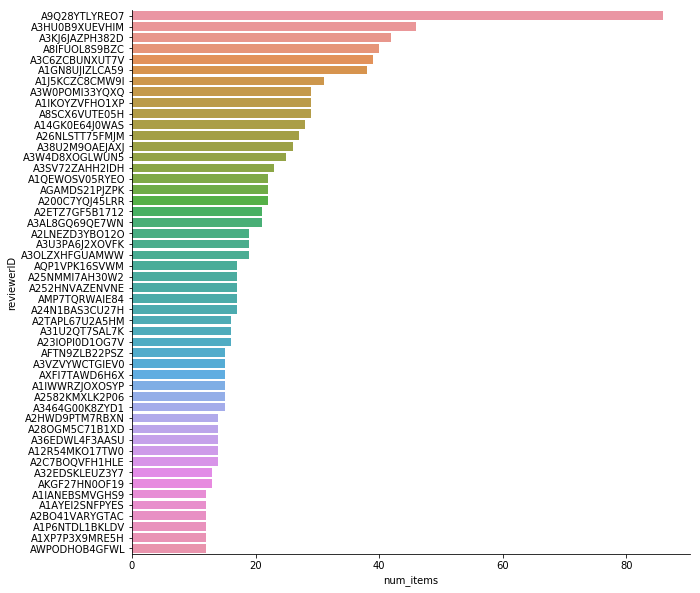 A9Q28YTLYREO7
A3HU0B9XUEVHIM
A3KJ6JAZPH382D
A8IFUOL8S9BZC
A3C6ZCBUNXUT7V
A1GN8UJIZLCA59
A1J5KCZC8CMW9I
A3W0POMI33YQXQ
A1IKOYZVFHO1XP
A8SCX6VUTE05H
A14GK0E64J0WAS
A26NLSTT75FMJM
A38U2M9OAEJAXJ
A3W4D8XOGLWUN5
A3SV72ZAHH2IDH
A1QEWOSV05RYEO
AGAMDS21PJZPK
A200C7YQJ45LRR
A2ETZ7GF5B1712
A3AL8GQ69QE7WN
A2LNEZD3YBO12O
A3U3PA6J2XOVFK
A3OLZXHFGUAMWW
AQP1VPK16SVWM
A25NMMI7AH30W2
A252HNVAZENVNE
AMP7TQRWAIE84
A24N1BAS3CU27H
A2TAPL67U2A5HM
A31U2QT7SAL7K
A23IOPI0D1OG7V
AFTN9ZLB22PSZ
A3VZVYWCTGIEV0
AXFI7TAWD6H6X
A1IWWRZJOXOSYP
A2582KMXLK2P06
A3464G00K8ZYD1
A2HWD9PTM7RBXN
A28OGM5C71B1XD
A36EDWL4F3AASU
A12R54MKO17TW0
A2C7BOQVFH1HLE
A32EDSKLEUZ3Y7
AKGF27HN0OF19
A1IANEBSMVGHS9
A1AYEI2SNFPYES
A2BO41VARYGTAC
A1P6NTDL1BKLDV
A1XP7P3X9MRE5H
AWPODHOB4GFWL
reviewerID
0 20 40 60 80
num_items